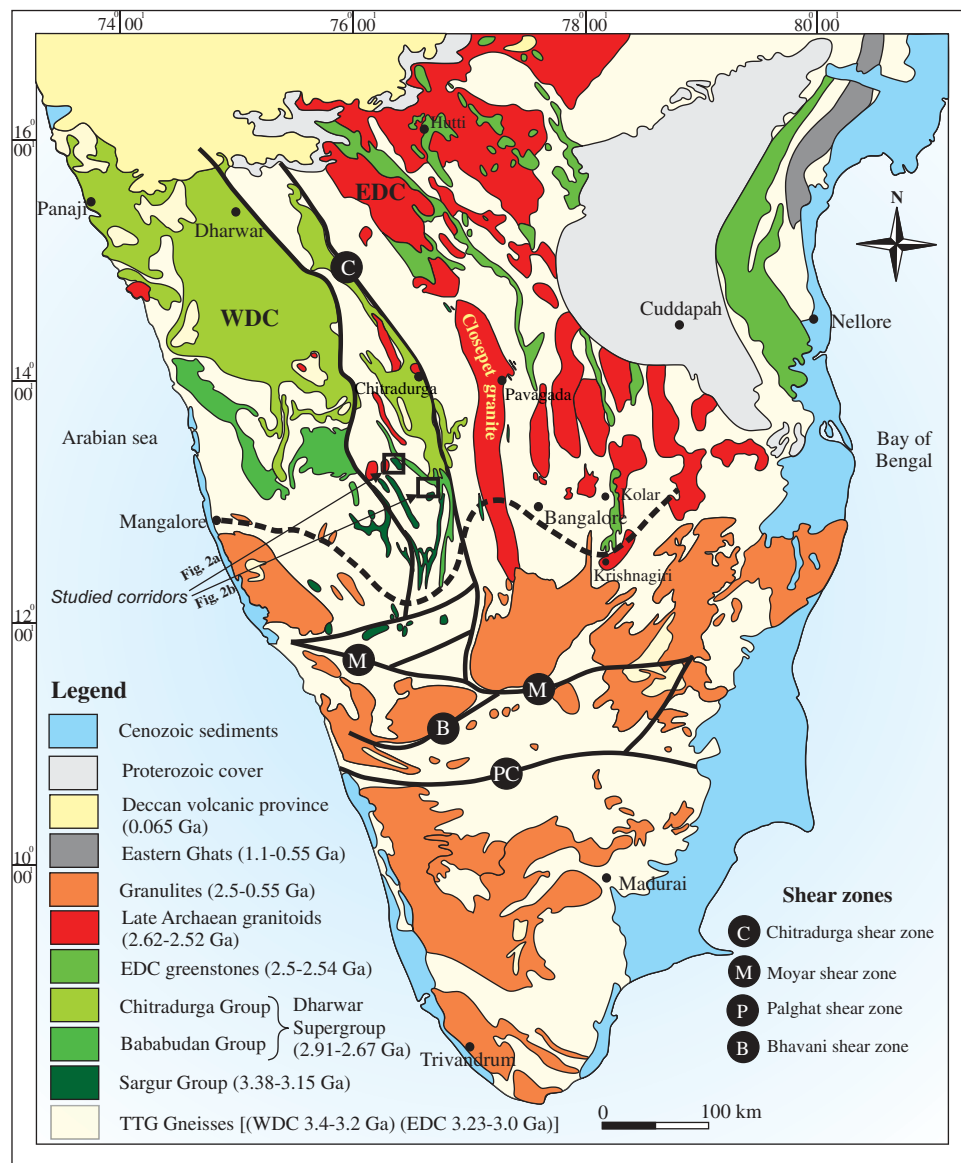 74°00' 76°00' 78°00' 80°00'
16°00'
Hutti
EDC
Panaji
Dharwar
N
C
WDC
Cuddapah
Nellore
Closepet granite
14°00'
Chitradurga
Pavagada
Arabian sea
Bay of
Bengal
Kolar
Mangalore
Bangalore
Fig. 2a
Krishnagiri
Studied corridors
Fig. 2b
12°00'
M
M
B
PC
10°00'
Madurai
Trivandrum
Legend
Cenozoic sediments
Proterozoic cover
Deccan volcanic province
(0.065 Ga)
Eastern Ghats (1.1-0.55 Ga)
Granulites (2.5-0.55 Ga)
Late Archaean granitoids
(2.62-2.52 Ga)
EDC greenstones (2.5-2.54 Ga)
Chitradurga Group
Bababudan Group
Dharwar
Supergroup
(2.91-2.67 Ga)
Sargur Group (3.38-3.15 Ga)
TTG Gneisses [(WDC 3.4-3.2 Ga) (EDC 3.23-3.0 Ga)]
Shear zones
C Chitradurga shear zone
M Moyar shear zone
P Palghat shear zone
B Bhavani shear zone
0 100 km